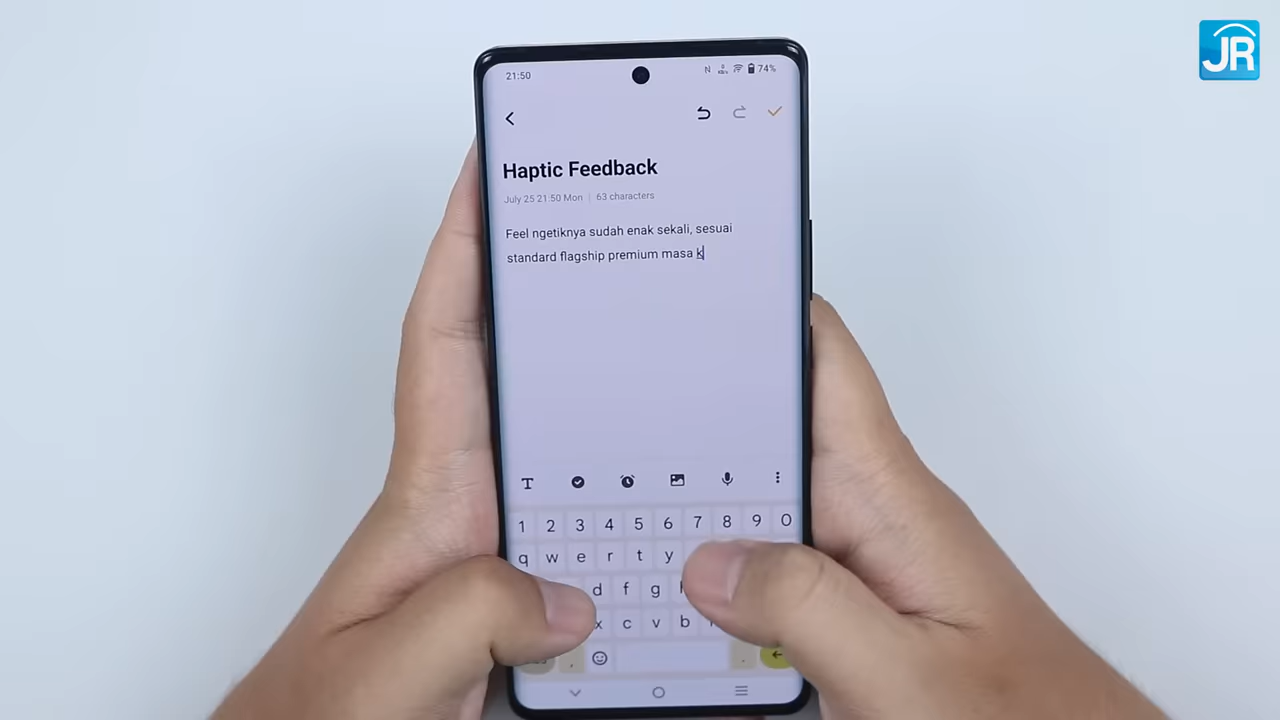 JR
21:50
74%
Haptic Feedback
July 25 21:50 Mon | 63 characters
Feel ngetiknya sudah enak sekali, sesuai
standard flagship premium masa k
T
1 2 3 4 5 6 7 8 9 0
q w e r t y
d f g
x c v b
, .